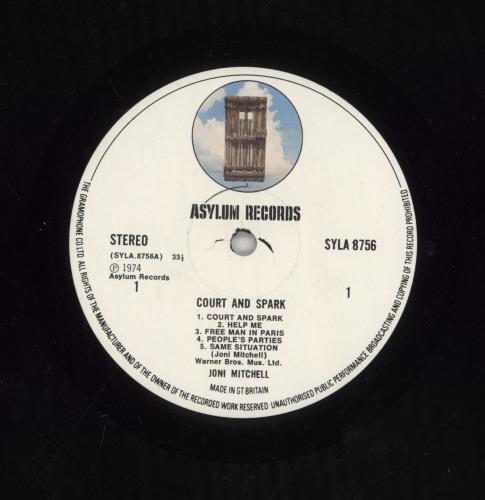 ASYLUM RECORDS
STEREO
SYLA 8756
(SYLA.8756A) 33⅓
Ⓟ 1974
Asylum Records
1
1
COURT AND SPARK
1. COURT AND SPARK
2. HELP ME
3. FREE MAN IN PARIS
4. PEOPLE'S PARTIES
5. SAME SITUATION
(Joni Mitchell)
Warner Bros. Mus. Ltd.
JONI MITCHELL
MADE IN GT BRITAIN
THE GRAMOPHONE CO. LTD. ALL RIGHTS OF THE MANUFACTURER AND OF THE OWNER OF THE RECORDED WORK RESERVED · UNAUTHORISED PUBLIC PERFORMANCE BROADCASTING AND COPYING OF THIS RECORD PROHIBITED